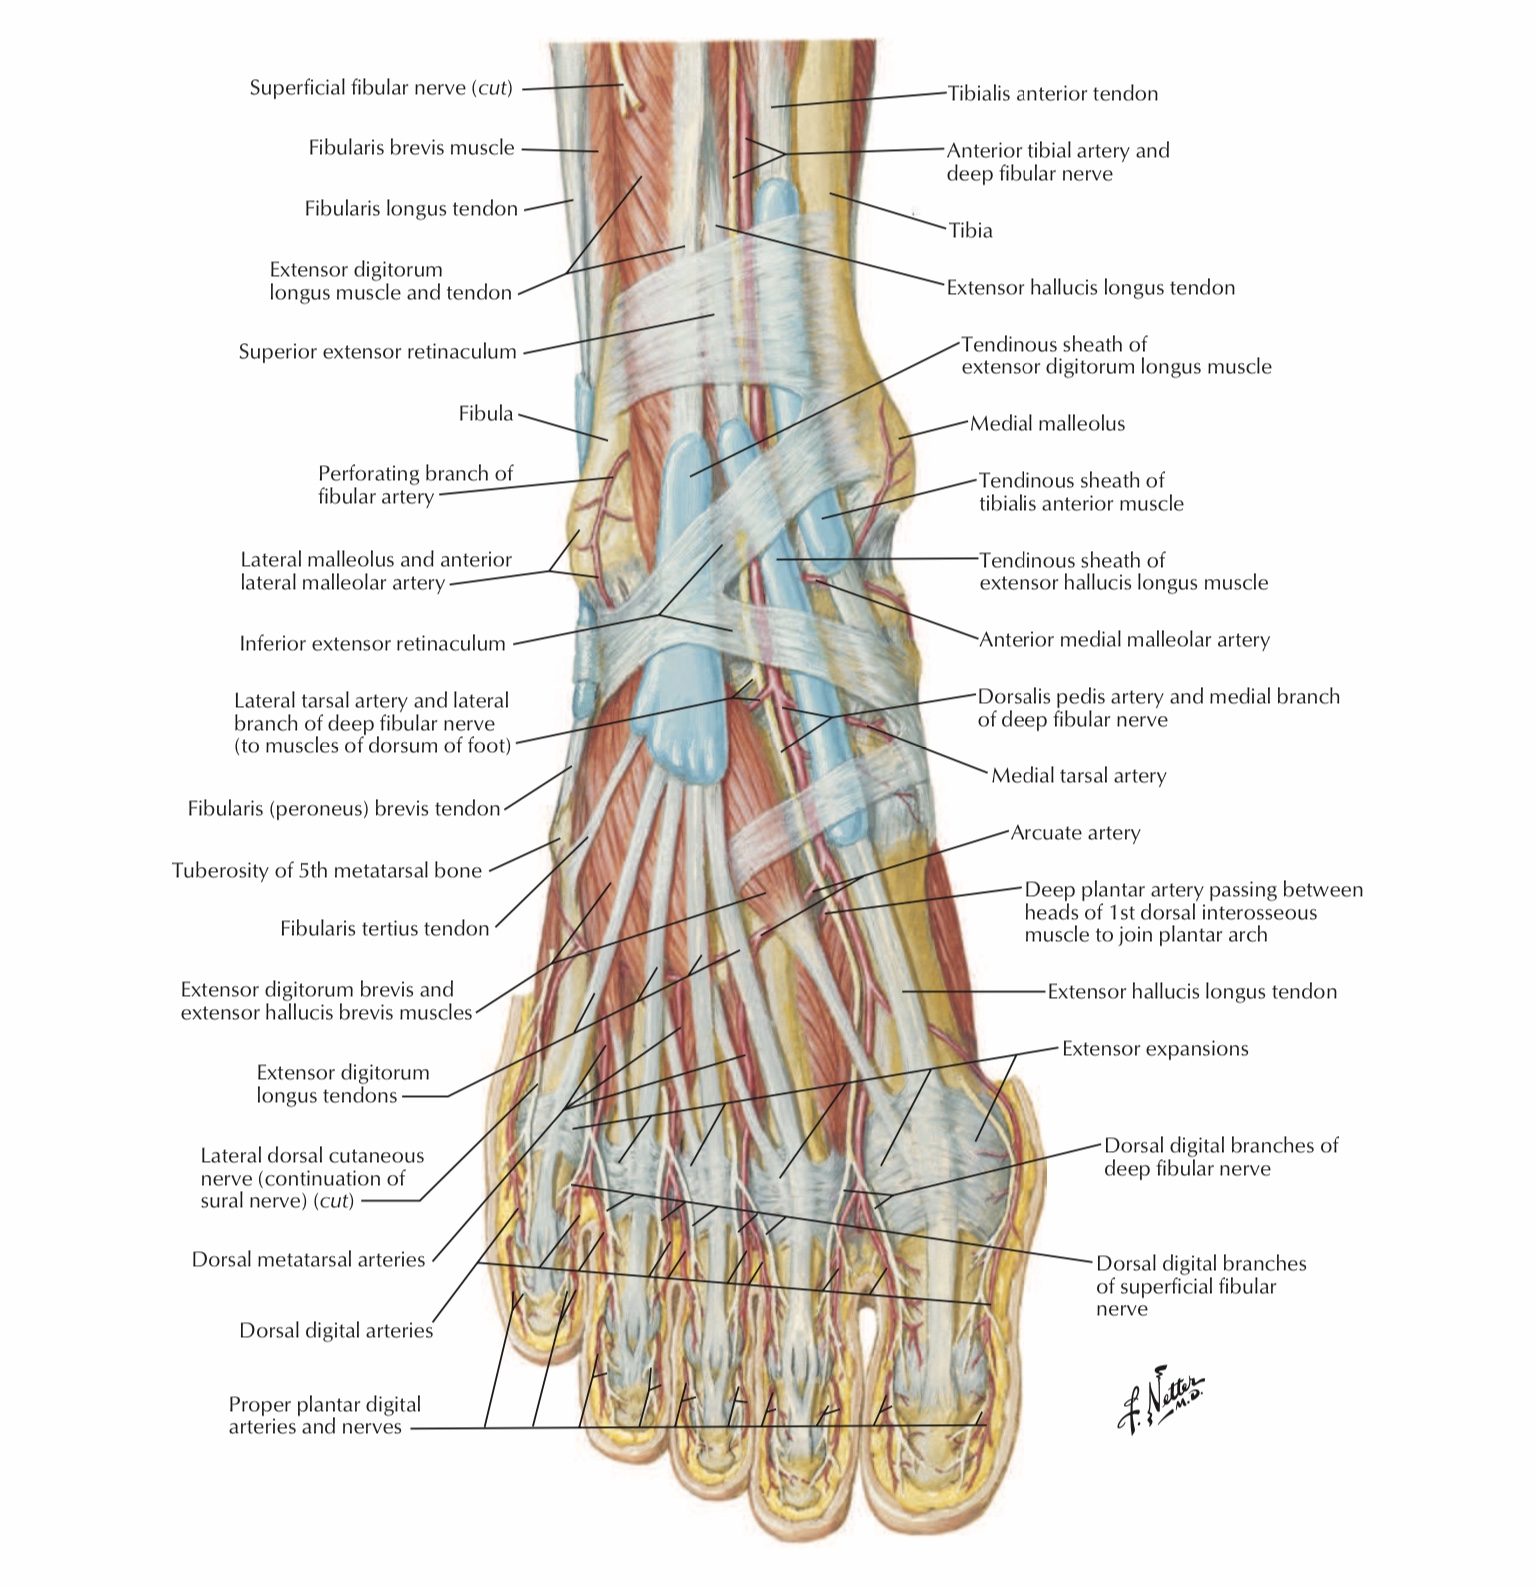 Superficial fibular nerve (cut)
Fibularis brevis muscle
Fibularis longus tendon
Extensor digitorum
longus muscle and tendon
Superior extensor retinaculum
Fibula
Perforating branch of
fibular artery
Lateral malleolus and anterior
lateral malleolar artery
Inferior extensor retinaculum
Lateral tarsal artery and lateral
branch of deep fibular nerve
(to muscles of dorsum of foot)
Fibularis (peroneus) brevis tendon
Tuberosity of 5th metatarsal bone
Fibularis tertius tendon
Extensor digitorum brevis and
extensor hallucis brevis muscles
Extensor digitorum
longus tendons
Lateral dorsal cutaneous
nerve (continuation of
sural nerve) (cut)
Dorsal metatarsal arteries
Dorsal digital arteries
Proper plantar digital
arteries and nerves
Tibialis anterior tendon
Anterior tibial artery and
deep fibular nerve
Tibia
Extensor hallucis longus tendon
Tendinous sheath of
extensor digitorum longus muscle
Medial malleolus
Tendinous sheath of
tibialis anterior muscle
Tendinous sheath of
extensor hallucis longus muscle
Anterior medial malleolar artery
Dorsalis pedis artery and medial branch
of deep fibular nerve
Medial tarsal artery
Arcuate artery
Deep plantar artery passing between
heads of 1st dorsal interosseous
muscle to join plantar arch
Extensor hallucis longus tendon
Extensor expansions
Dorsal digital branches of
deep fibular nerve
Dorsal digital branches
of superficial fibular
nerve
F. Netter
M.D.